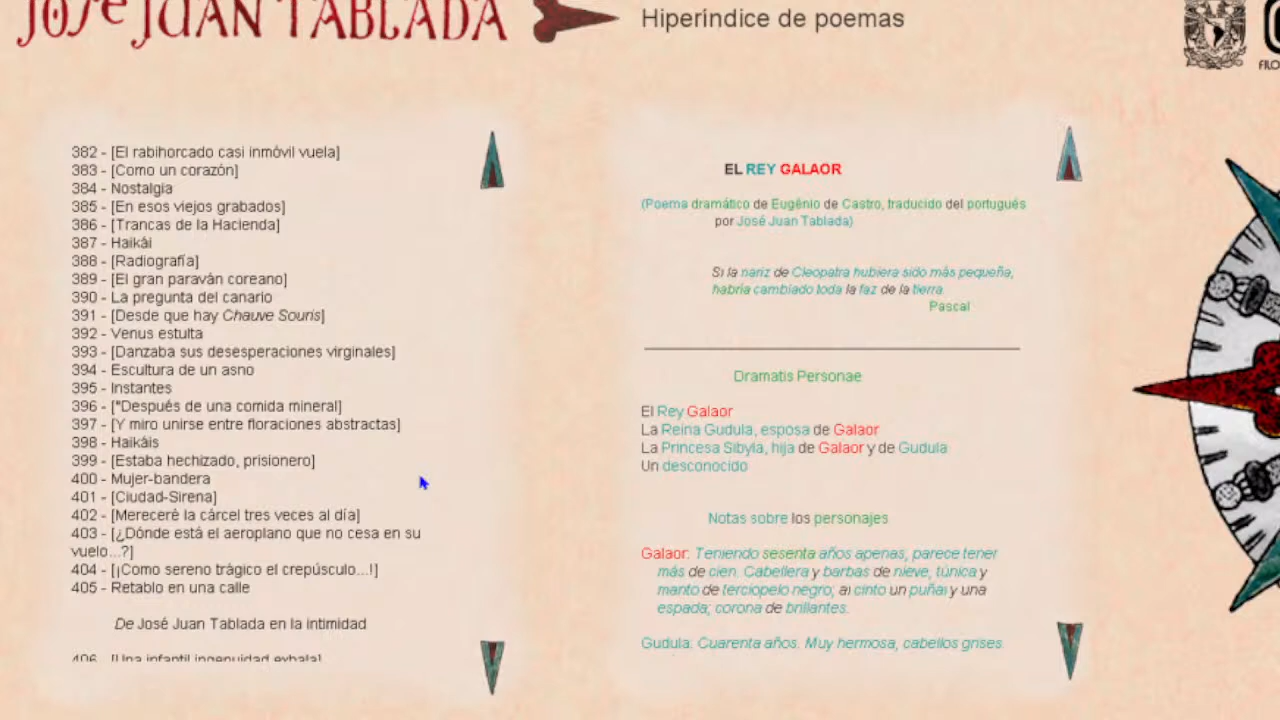 JOSE JUAN TABLADA
Hiperíndice de poemas
382 - [El rabihorcado casi inmóvil vuela]
383 - [Como un corazón]
384 - Nostalgia
385 - [En esos viejos grabados]
386 - [Trancas de la Hacienda]
387 - Haikái
388 - [Radiografía]
389 - [El gran paraván coreano]
390 - La pregunta del canario
391 - [Desde que hay Chauve Souris]
392 - Venus estulta
393 - [Danzaba sus desesperaciones virginales]
394 - Escultura de un asno
395 - Instantes
396 - ["Después de una comida mineral]
397 - [Y miro unirse entre floraciones abstractas]
398 - Haikáis
399 - [Estaba hechizado, prisionero]
400 - Mujer-bandera
401 - [Ciudad-Sirena]
402 - [Mereceré la cárcel tres veces al día]
403 - [¿Dónde está el aeroplano que no cesa en su
vuelo...?]
404 - [¡Como sereno trágico el crepúsculo...!]
405 - Retablo en una calle
De José Juan Tablada en la intimidad
406 - [Una infantil ingenuidad exhala]
EL REY GALAOR
(Poema dramático de Eugênio de Castro, traducido del portugués
por José Juan Tablada)
Si la nariz de Cleopatra hubiera sido más pequeña,
habría cambiado toda la faz de la tierra.
Pascal
Dramatis Personae
El Rey Galaor
La Reina Gudula, esposa de Galaor
La Princesa Sibyla, hija de Galaor y de Gudula
Un desconocido
Notas sobre los personajes
Galaor: Teniendo sesenta años apenas, parece tener
más de cien. Cabellera y barbas de nieve, túnica y
manto de terciopelo negro; al cinto un puñal y una
espada; corona de brillantes.
Gudula: Cuarenta años. Muy hermosa, cabellos grises.